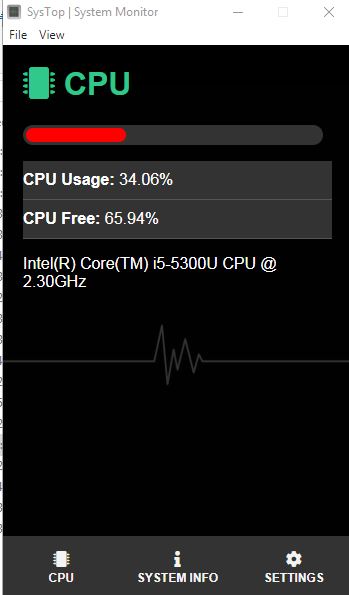 SysTop | System Monitor
File View
CPU
CPU Usage: 34.06%
CPU Free: 65.94%
Intel(R) Core(TM) i5-5300U CPU @
2.30GHz
CPU SYSTEM INFO SETTINGS